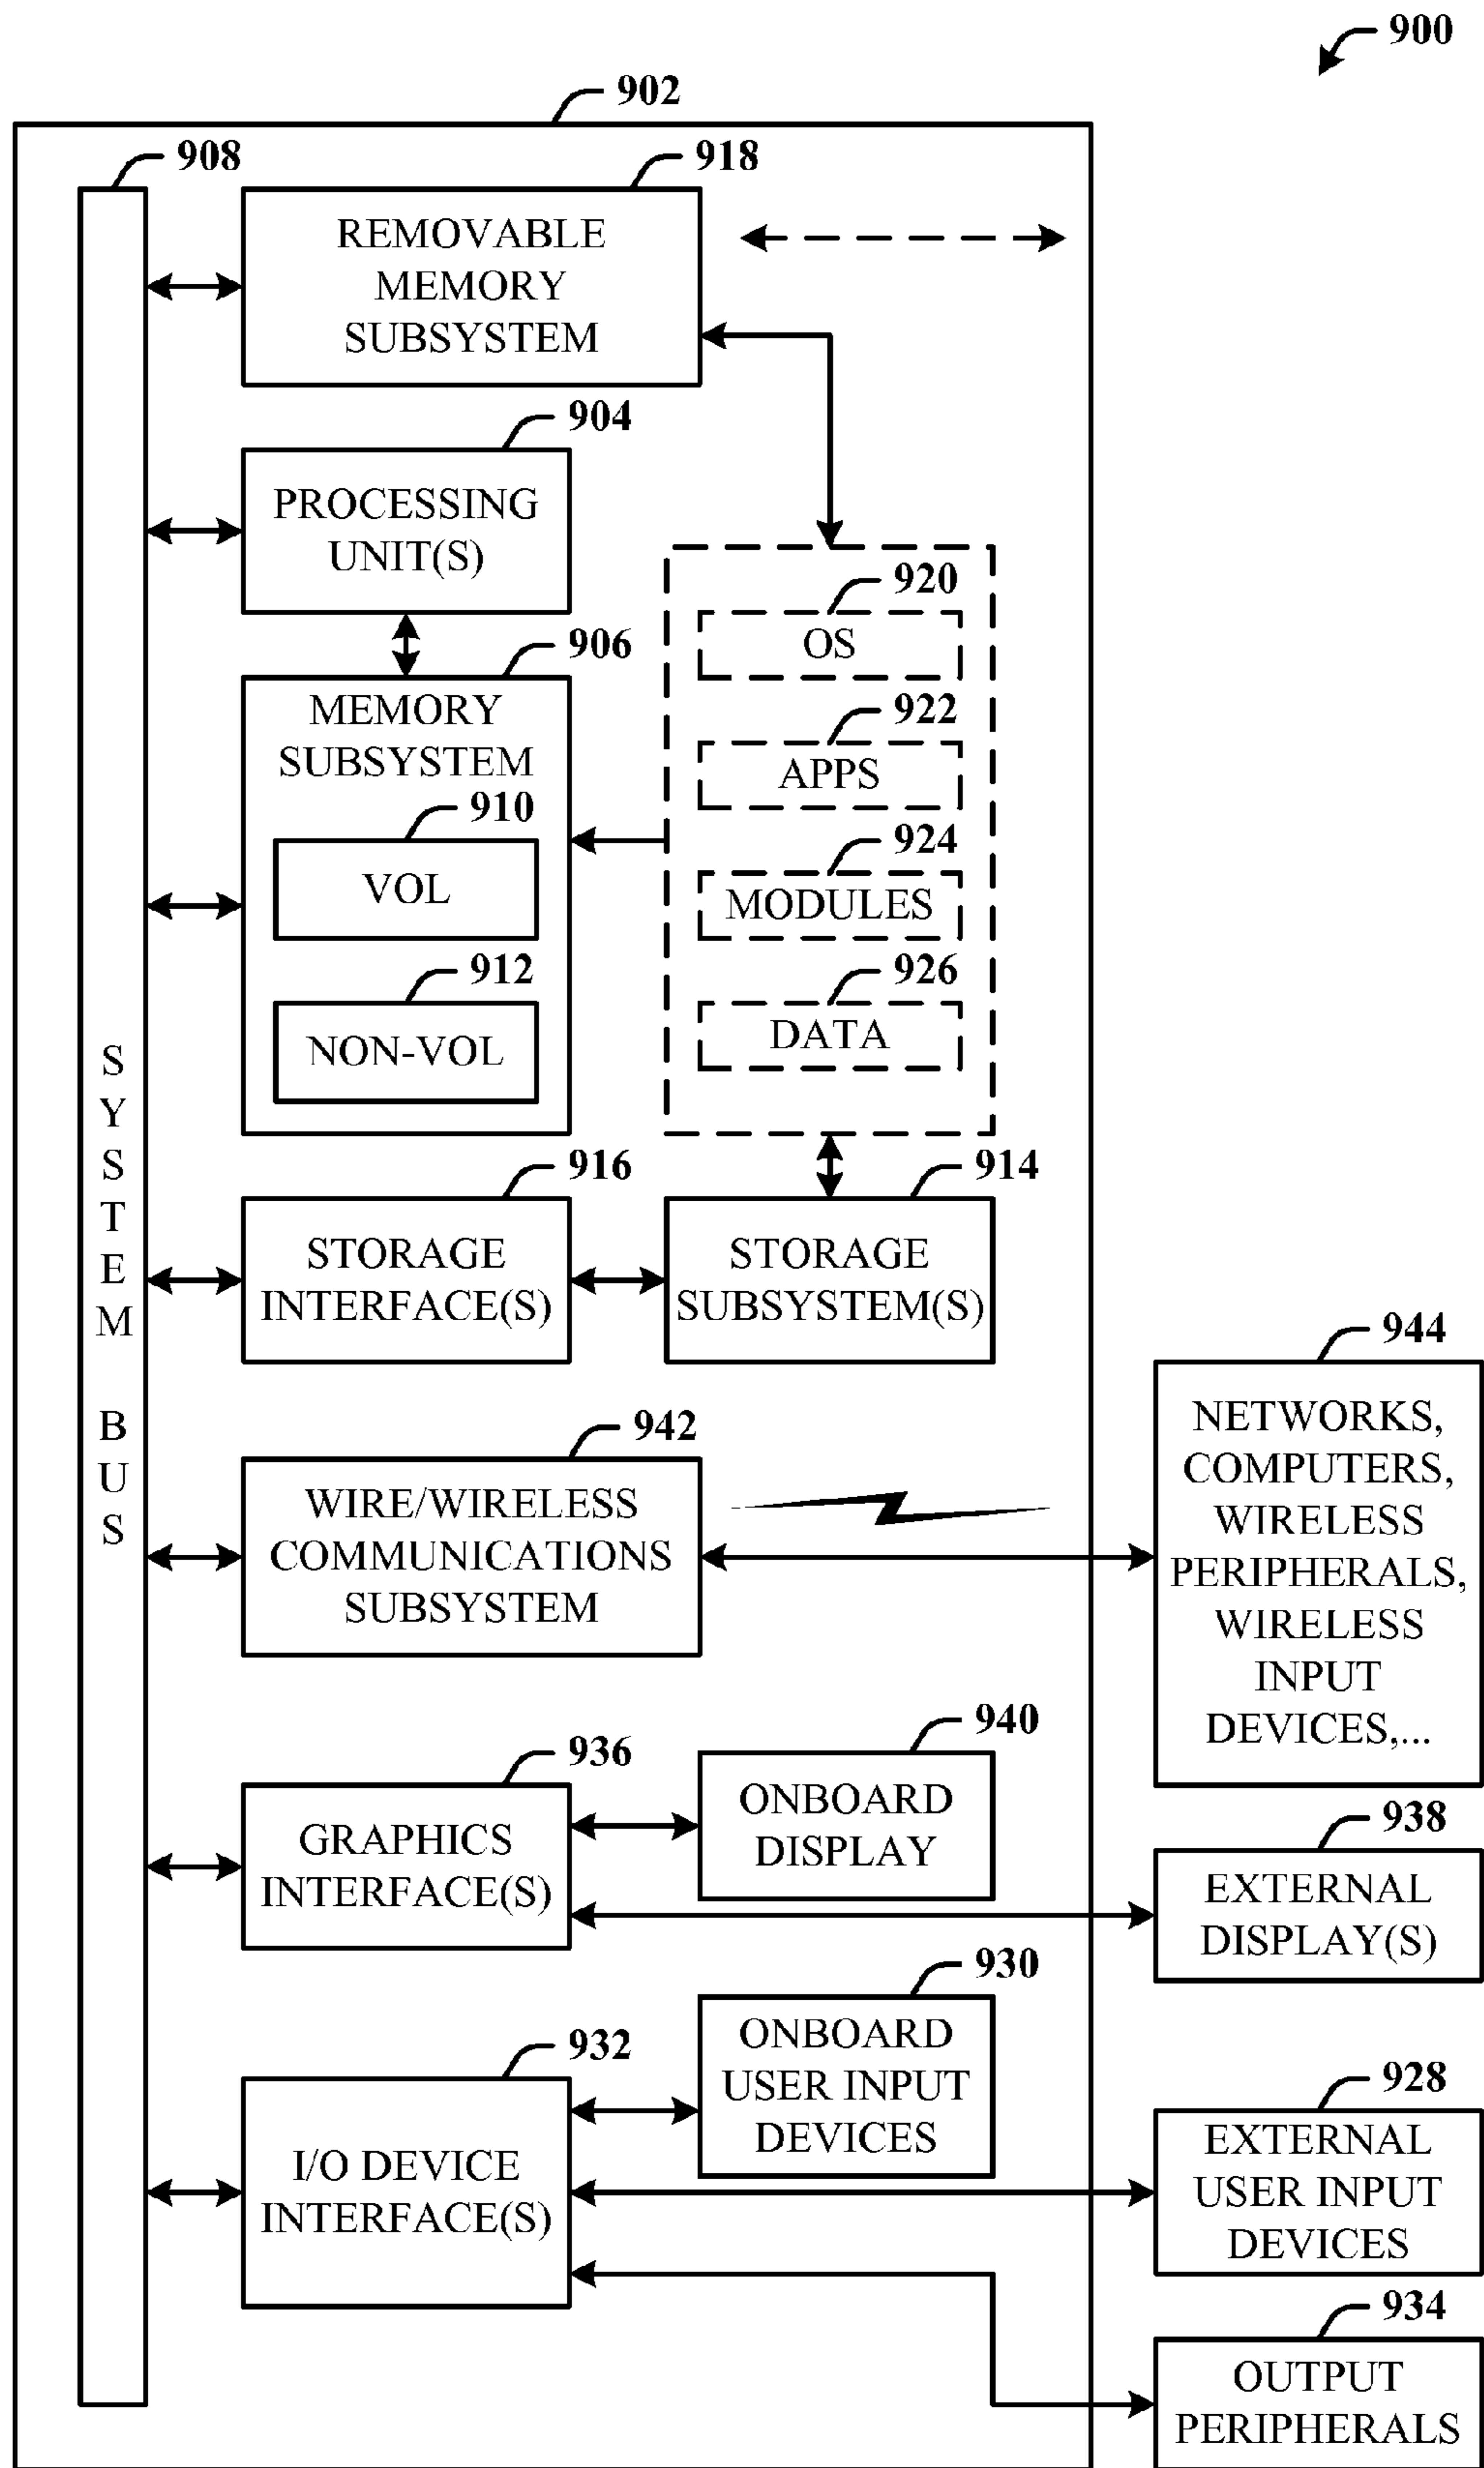 900
902
908
918
REMOVABLE
MEMORY
SUBSYSTEM
904
PROCESSING
UNIT(S)
920
OS
906
MEMORY
SUBSYSTEM
922
APPS
910
VOL
924
MODULES
912
NON-VOL
926
DATA
SYSTEM BUS
916
STORAGE
INTERFACE(S)
914
STORAGE
SUBSYSTEM(S)
944
NETWORKS,
COMPUTERS,
WIRELESS
PERIPHERALS,
WIRELESS
INPUT
DEVICES,...
942
WIRE/WIRELESS
COMMUNICATIONS
SUBSYSTEM
936
GRAPHICS
INTERFACE(S)
940
ONBOARD
DISPLAY
938
EXTERNAL
DISPLAY(S)
930
ONBOARD
USER INPUT
DEVICES
932
I/O DEVICE
INTERFACE(S)
928
EXTERNAL
USER INPUT
DEVICES
934
OUTPUT
PERIPHERALS